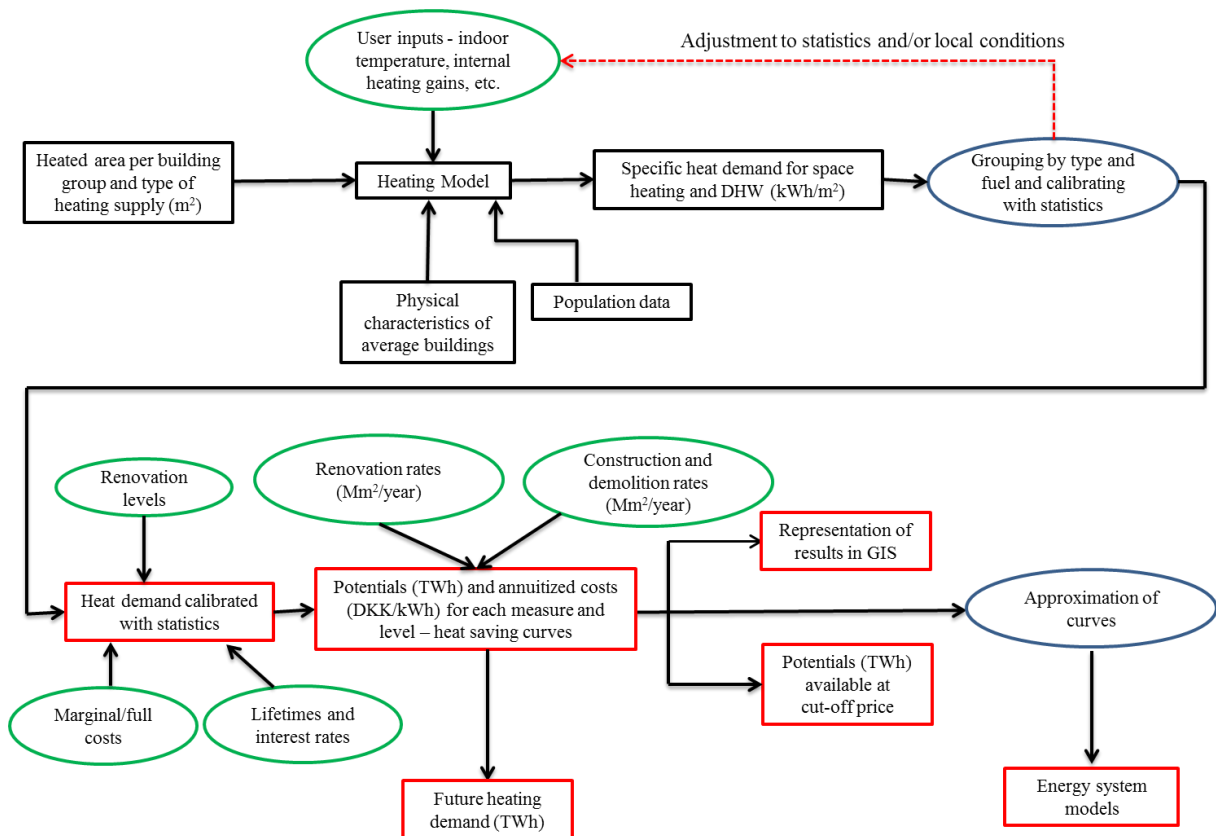 User inputs - indoor
temperature, internal
heating gains, etc.
Adjustment to statistics and/or local conditions
Heated area per building
group and type of
heating supply (m²)
Heating Model
Specific heat demand for space
heating and DHW (kWh/m²)
Grouping by type and
fuel and calibrating
with statistics
Physical
characteristics of
average buildings
Population data
Renovation
levels
Renovation rates
(Mm²/year)
Construction and
demolition rates
(Mm²/year)
Representation of
results in GIS
Heat demand calibrated
with statistics
Potentials (TWh) and annuitized costs
(DKK/kWh) for each measure and
level – heat saving curves
Approximation of
curves
Potentials (TWh)
available at
cut-off price
Marginal/full
costs
Lifetimes and
interest rates
Future heating
demand (TWh)
Energy system
models